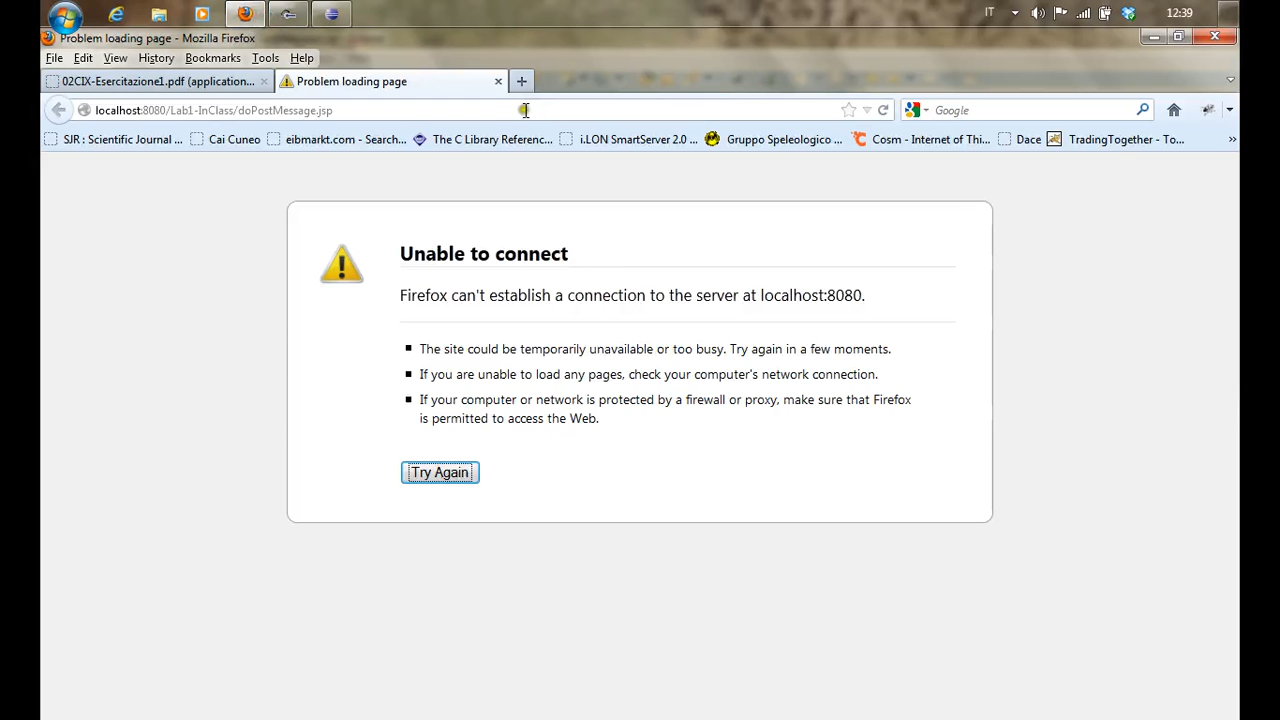 IT
12:39
Problem loading page - Mozilla Firefox
File Edit View History Bookmarks Tools Help
02CIX-Esercitazione1.pdf (application...
Problem loading page
localhost:8080/Lab1-InClass/doPostMessage.jsp
Google
SJR : Scientific Journal ...
Cai Cuneo
eibmarkt.com - Search...
The C Library Referenc...
i.LON SmartServer 2.0 ...
Gruppo Speleologico ...
Cosm - Internet of Thi...
Dace
TradingTogether - To...
Unable to connect
Firefox can't establish a connection to the server at localhost:8080.
The site could be temporarily unavailable or too busy. Try again in a few moments.
If you are unable to load any pages, check your computer's network connection.
If your computer or network is protected by a firewall or proxy, make sure that Firefox
is permitted to access the Web.
Try Again